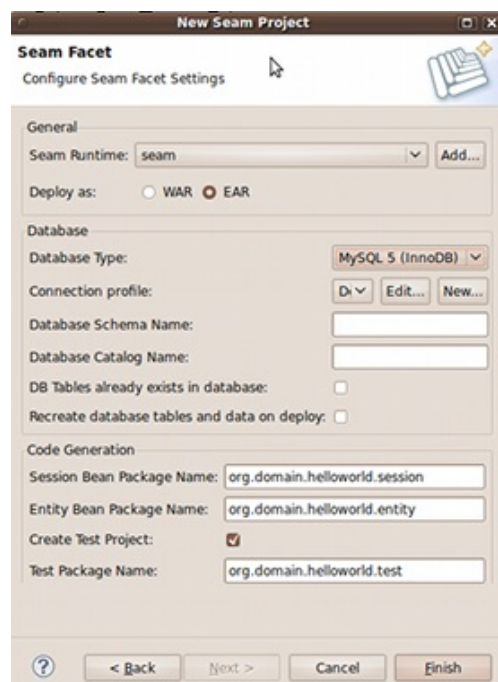 New Seam Project
Seam Facet
Configure Seam Facet Settings
General
Seam Runtime: seam Add...
Deploy as: WAR EAR
Database
Database Type: MySQL 5 (InnoDB)
Connection profile: Edit... New...
Database Schema Name:
Database Catalog Name:
DB Tables already exists in database:
Recreate database tables and data on deploy:
Code Generation
Session Bean Package Name: org.domain.helloworld.session
Entity Bean Package Name: org.domain.helloworld.entity
Create Test Project:
Test Package Name: org.domain.helloworld.test
? < Back Next > Cancel Finish